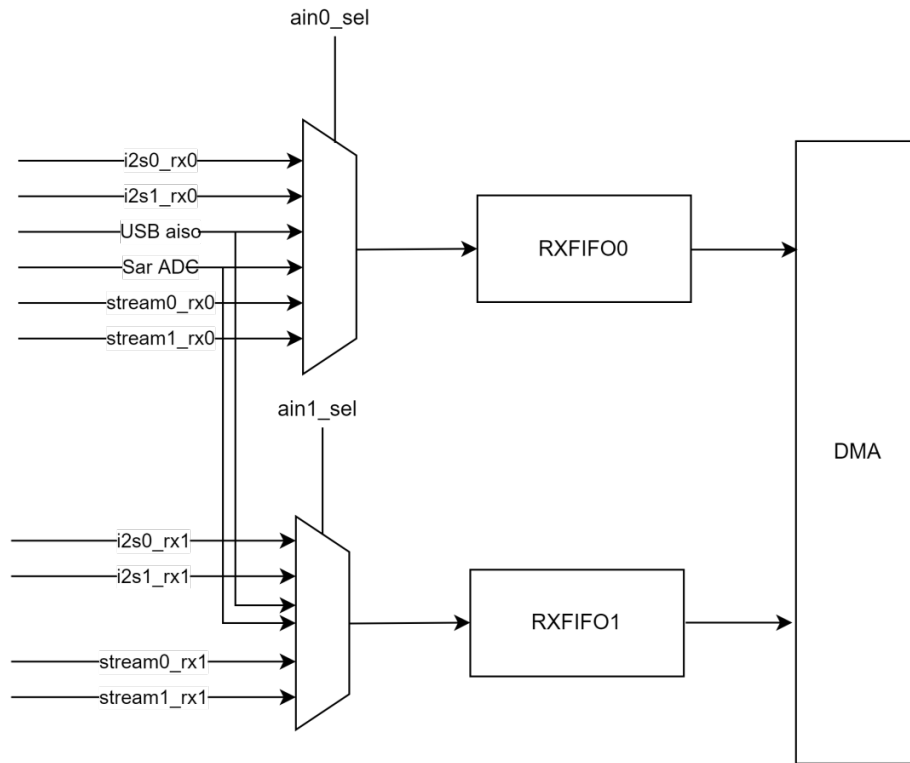 ain0_sel
i2s0_rx0
i2s1_rx0
USB aiso
Sar ADC
stream0_rx0
stream1_rx0
RXFIFO0
ain1_sel
DMA
i2s0_rx1
i2s1_rx1
RXFIFO1
stream0_rx1
stream1_rx1